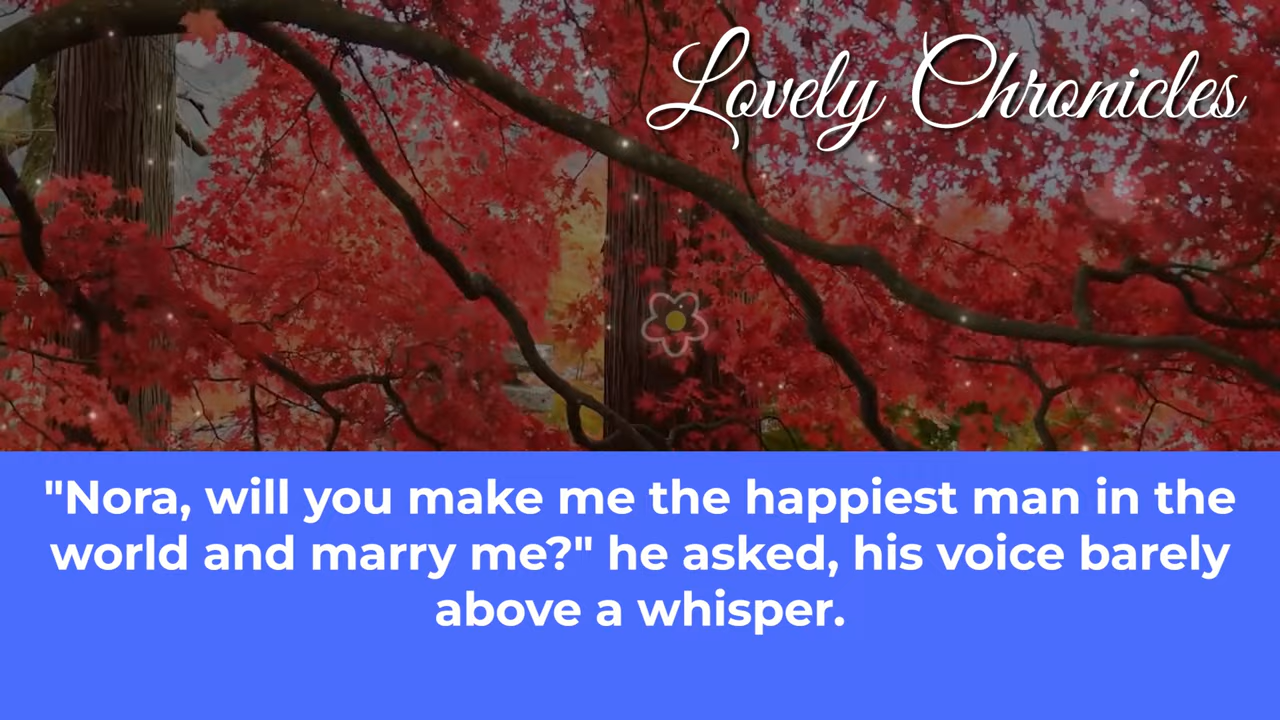 Lovely Chronicles
"Nora, will you make me the happiest man in the
world and marry me?" he asked, his voice barely
above a whisper.